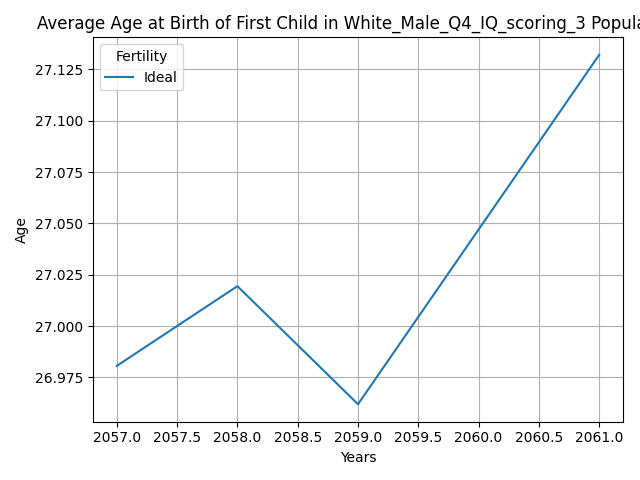 Average Age at Birth of First Child in White_Male_Q4_IQ_scoring_3 Popula
Fertility
Ideal
27.125
27.100
27.075
27.050
27.025
27.000
26.975
Age
2057.0 2057.5 2058.0 2058.5 2059.0 2059.5 2060.0 2060.5 2061.0
Years